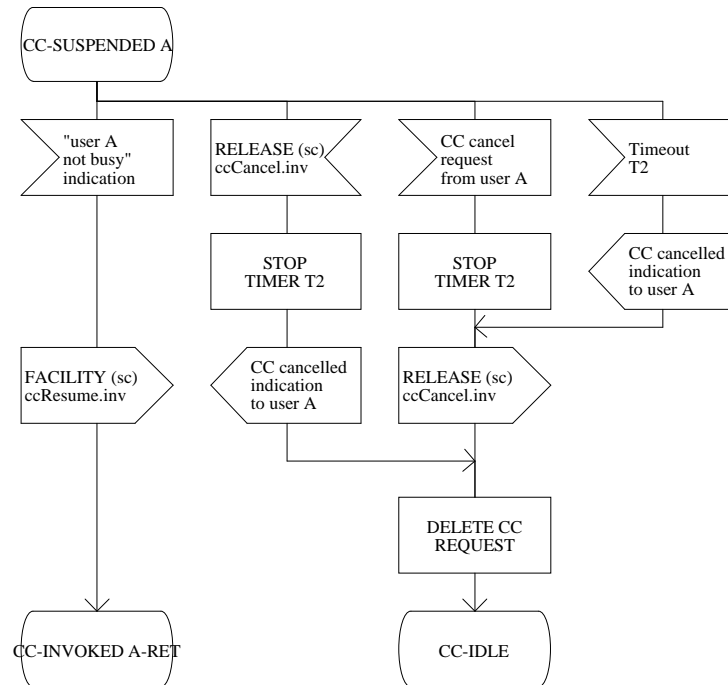 CC-SUSPENDED A
"user A
not busy"
indication
RELEASE (sc)
ccCancel.inv
CC cancel
request
from user A
Timeout
T2
STOP
TIMER T2
STOP
TIMER T2
CC cancelled
indication
to user A
FACILITY (sc)
ccResume.inv
CC cancelled
indication
to user A
RELEASE (sc)
ccCancel.inv
DELETE CC
REQUEST
CC-INVOKED A-RET
CC-IDLE